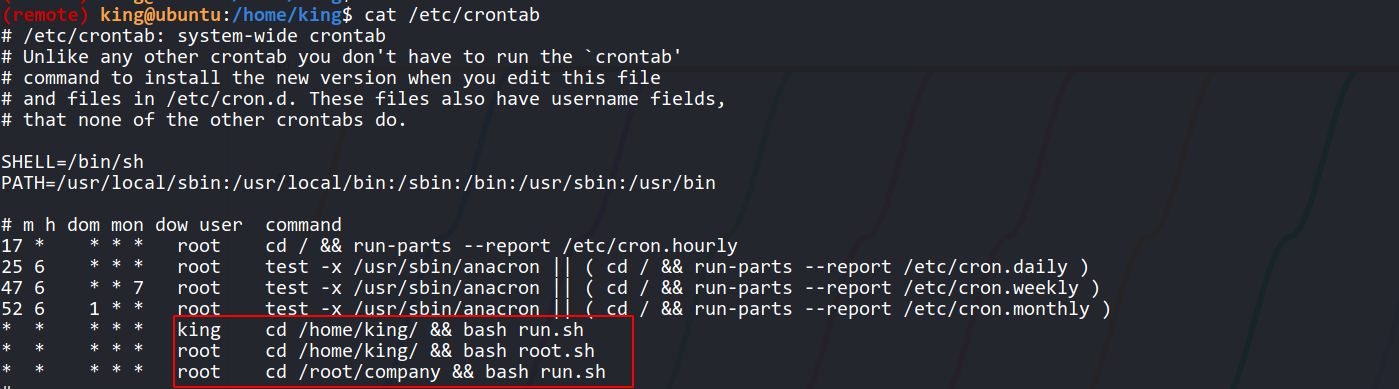 (remote) king@ubuntu:/home/king$ cat /etc/crontab
# /etc/crontab: system-wide crontab
# Unlike any other crontab you don't have to run the `crontab'
# command to install the new version when you edit this file
# and files in /etc/cron.d. These files also have username fields,
# that none of the other crontabs do.

SHELL=/bin/sh
PATH=/usr/local/sbin:/usr/local/bin:/sbin:/bin:/usr/sbin:/usr/bin

# m h dom mon dow user  command
17 *    * * *   root    cd / && run-parts --report /etc/cron.hourly
25 6    * * *   root    test -x /usr/sbin/anacron || ( cd / && run-parts --report /etc/cron.daily )
47 6    * * 7   root    test -x /usr/sbin/anacron || ( cd / && run-parts --report /etc/cron.weekly )
52 6    1 * *   root    test -x /usr/sbin/anacron || ( cd / && run-parts --report /etc/cron.monthly )
*  *    * * *   king    cd /home/king/ && bash run.sh
*  *    * * *   root    cd /home/king/ && bash root.sh
*  *    * * *   root    cd /root/company && bash run.sh
#